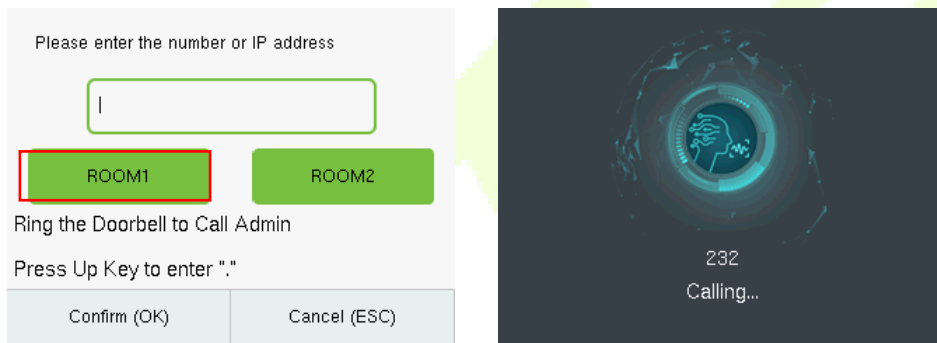 Please enter the number or IP address
ROOM1
ROOM2
Ring the Doorbell to Call Admin
Press Up Key to enter "."
Confirm (OK)
Cancel (ESC)
232
Calling...